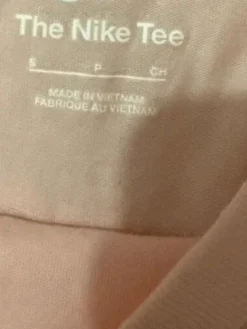 The Nike Tee
S P CH
MADE IN VIETNAM
FABRIQUE AU VIETNAM